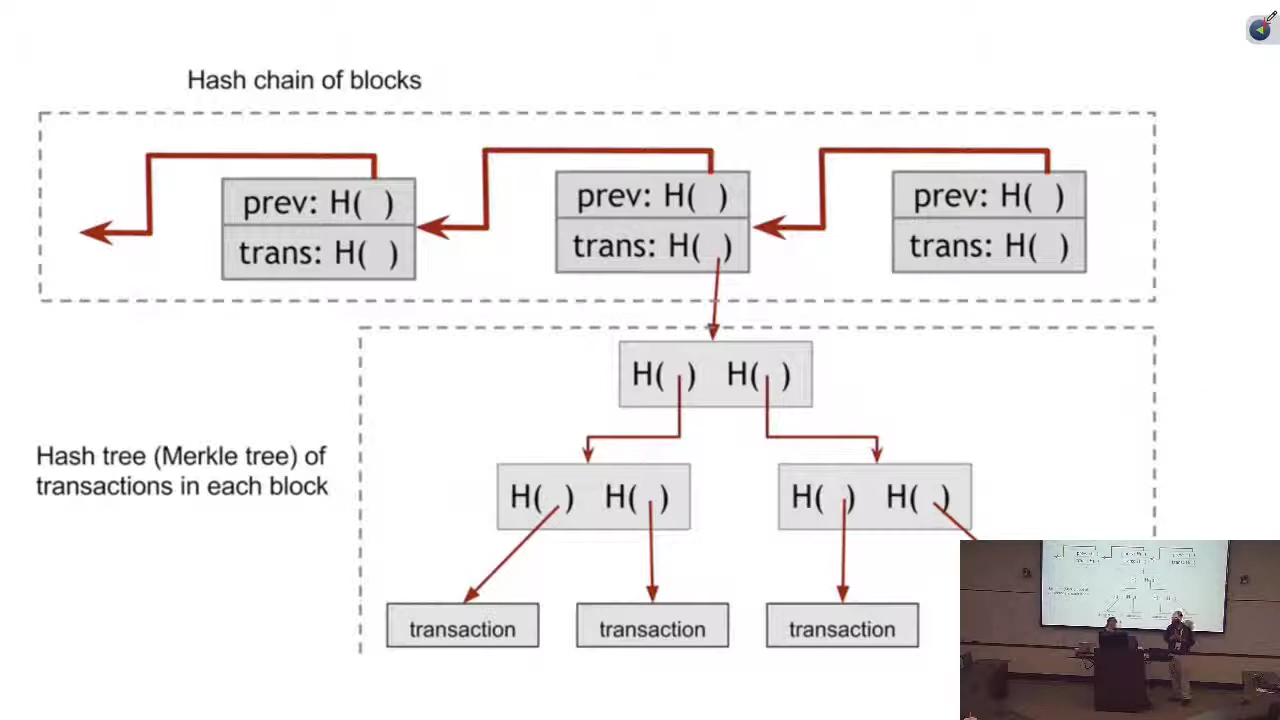 Hash chain of blocks
prev: H( ) prev: H( ) prev: H( )
trans: H( ) trans: H( ) trans: H( )
H( ) H( )
Hash tree (Merkle tree) of
transactions in each block
H( ) H( ) H( ) H( )
transaction transaction transaction